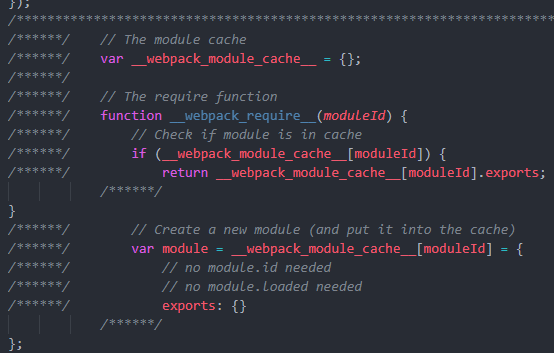 });
/************************************************************************
/******/    // The module cache
/******/    var __webpack_module_cache__ = {};
/******/
/******/    // The require function
/******/    function __webpack_require__(moduleId) {
/******/        // Check if module is in cache
/******/        if (__webpack_module_cache__[moduleId]) {
/******/            return __webpack_module_cache__[moduleId].exports;
            /******/
}
/******/        // Create a new module (and put it into the cache)
/******/        var module = __webpack_module_cache__[moduleId] = {
/******/            // no module.id needed
/******/            // no module.loaded needed
/******/            exports: {}
            /******/
};